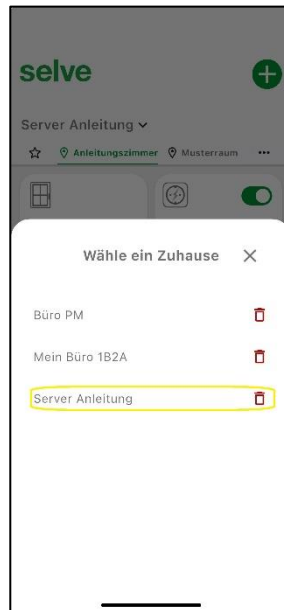 selve
Server Anleitung
Anleitungszimmer Musterraum
Wähle ein Zuhause
Büro PM
Mein Büro 1B2A
Server Anleitung